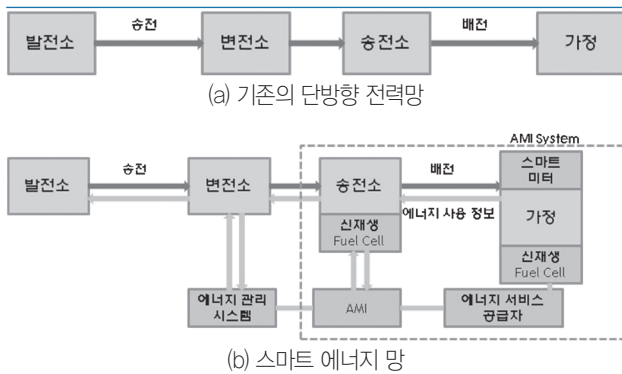 송전
배전
발전소
변전소
송전소
가정
(a) 기존의 단방향 전력망
AMI System
송전
배전
스마트
미터
발전소
변전소
송전소
에너지 사용 정보
가정
신재생
Fuel Cell
신재생
Fuel Cell
에너지 관리
시스템
AMI
에너지 서비스
공급자
(b) 스마트 에너지 망